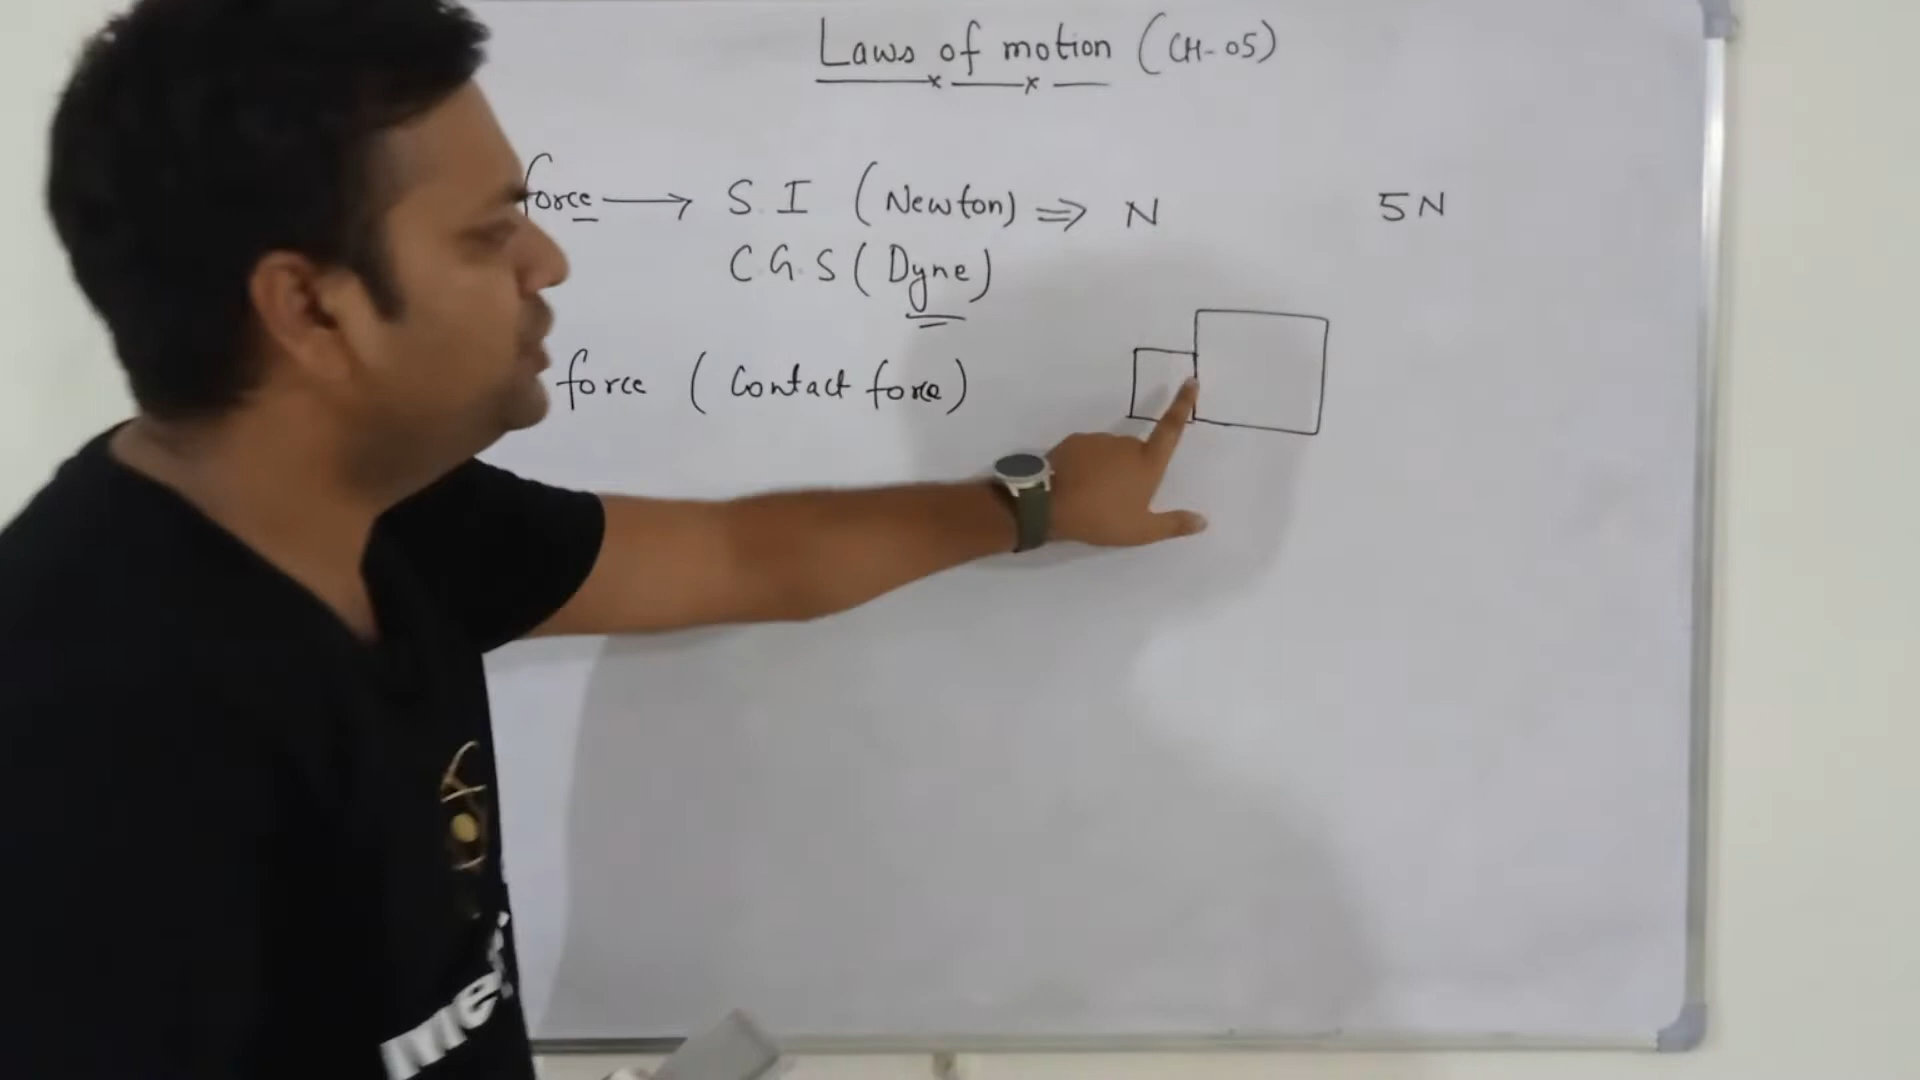 Laws of motion (CH-05)
force → S.I (Newton) ⇒ N 5N
C.G.S (Dyne)
force (Contact force)